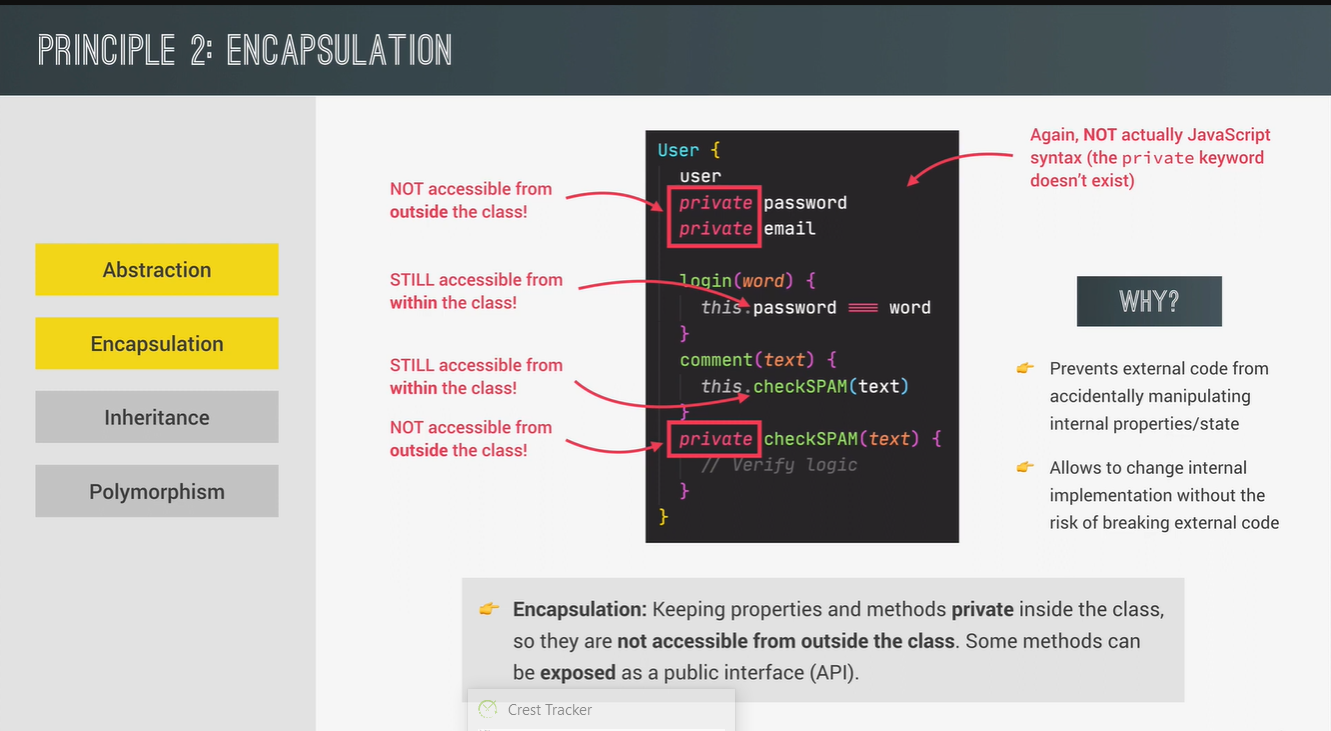 PRINCIPLE 2: ENCAPSULATION
Abstraction
Encapsulation
Inheritance
Polymorphism
NOT accessible from
outside the class!
STILL accessible from
within the class!
STILL accessible from
within the class!
NOT accessible from
outside the class!
User {
user
private password
private email
login(word) {
this.password === word
}
comment(text) {
this.checkSPAM(text)
}
private checkSPAM(text) {
// Verify logic
}
}
Again, NOT actually JavaScript
syntax (the private keyword
doesn't exist)
WHY?
👉 Prevents external code from
accidentally manipulating
internal properties/state
👉 Allows to change internal
implementation without the
risk of breaking external code
👉 Encapsulation: Keeping properties and methods private inside the class,
so they are not accessible from outside the class. Some methods can
be exposed as a public interface (API).
Crest Tracker